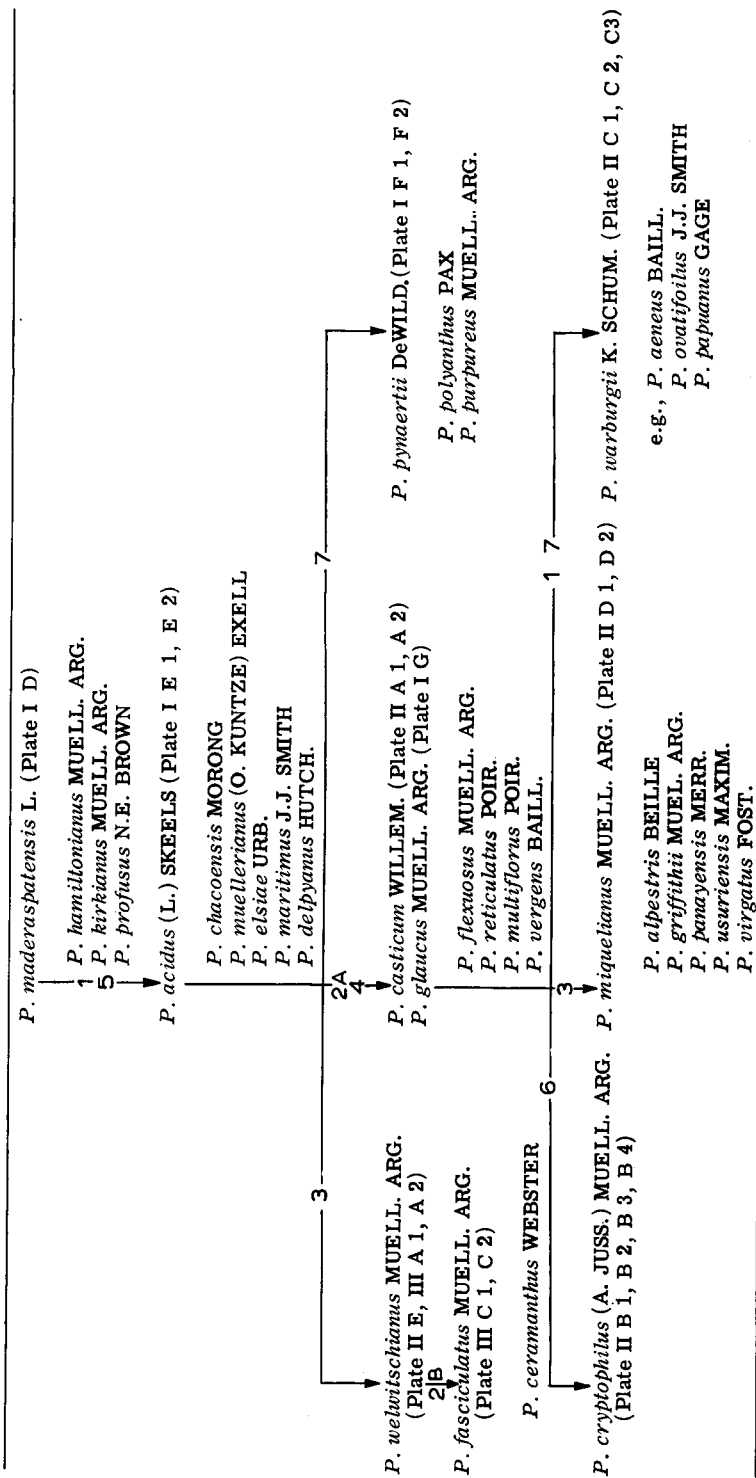 P. maderaspatensis L. (Plate I D)
1
5
P. hamiltonianus MUELL. ARG.
P. kirkianus MUELL. ARG.
P. profusus N.E. BROWN
P. acidus (L.) SKEELS (Plate I E 1, E 2)
P. chacoensis MORONG
P. muellerianus (O. KUNTZE) EXELL
P. elsiae URB.
P. maritimus J.J. SMITH
P. delpyanus HUTCH.
3
2A
4
7
P. welwitschianus MUELL. ARG.
(Plate II E, III A 1, A 2)
2B
P. fasciculatus MUELL. ARG.
(Plate III C 1, C 2)
P. casticum WILLEM. (Plate II A 1, A 2)
P. glaucus MUELL. ARG. (Plate I G)
P. flexuosus MUELL. ARG.
P. reticulatus POIR.
P. multiflorus POIR.
P. vergens BAILL.
P. pynaertii DeWILD. (Plate I F 1, F 2)
P. polyanthus PAX
P. purpureus MUELL. ARG.
P. ceramanthus WEBSTER
6
3
1
7
P. cryptophilus (A. JUSS.) MUELL. ARG.
(Plate II B 1, B 2, B 3, B 4)
P. miquelianus MUELL. ARG. (Plate II D 1, D 2)
P. alpestris BEILLE
P. griffithii MUEL. ARG.
P. panayensis MERR.
P. usuriensis MAXIM.
P. virgatus FOST.
P. warburgii K. SCHUM. (Plate II C 1, C 2, C3)
e.g., P. aeneus BAILL.
P. ovatifoilus J.J. SMITH
P. papuanus GAGE